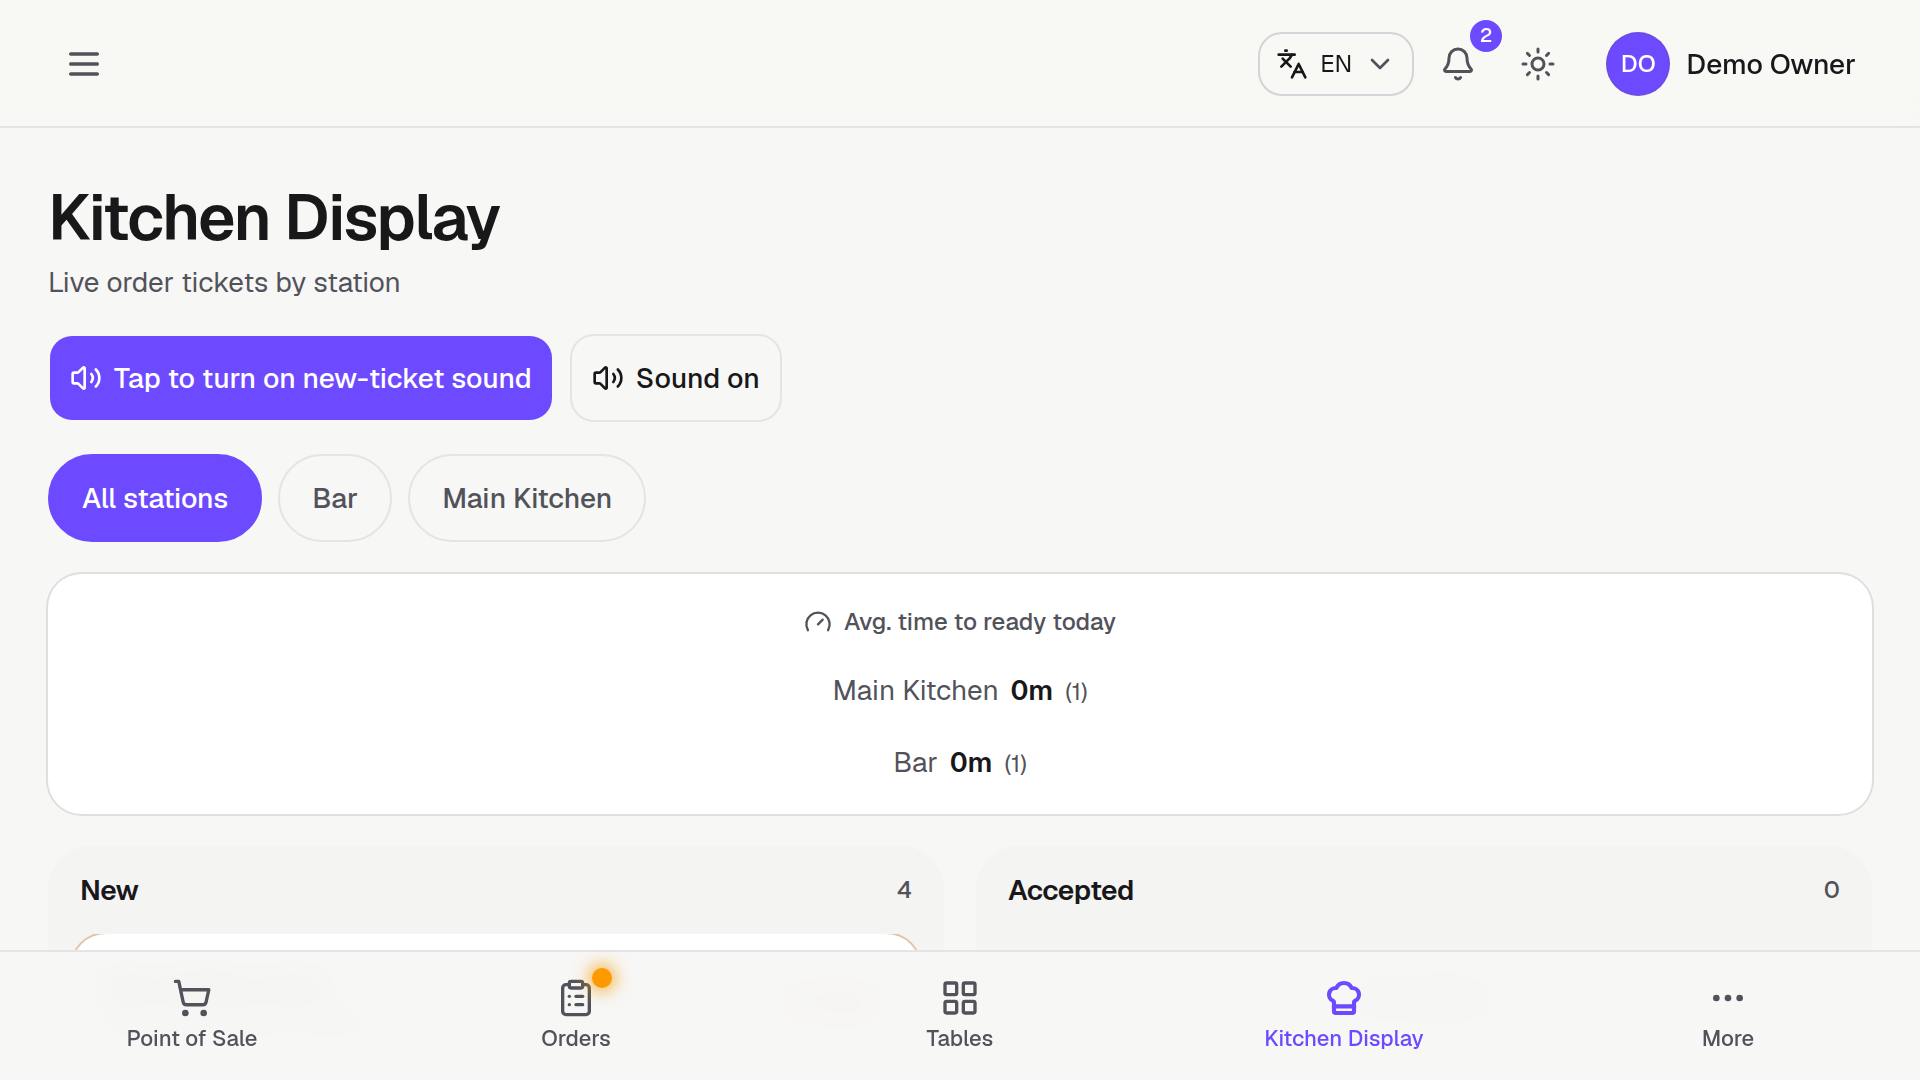 EN
2
DO
Demo Owner
Kitchen Display
Live order tickets by station
Tap to turn on new-ticket sound
Sound on
All stations
Bar
Main Kitchen
Avg. time to ready today
Main Kitchen 0m (1)
Bar 0m (1)
New 4
Accepted 0
Point of Sale
Orders
Tables
Kitchen Display
More